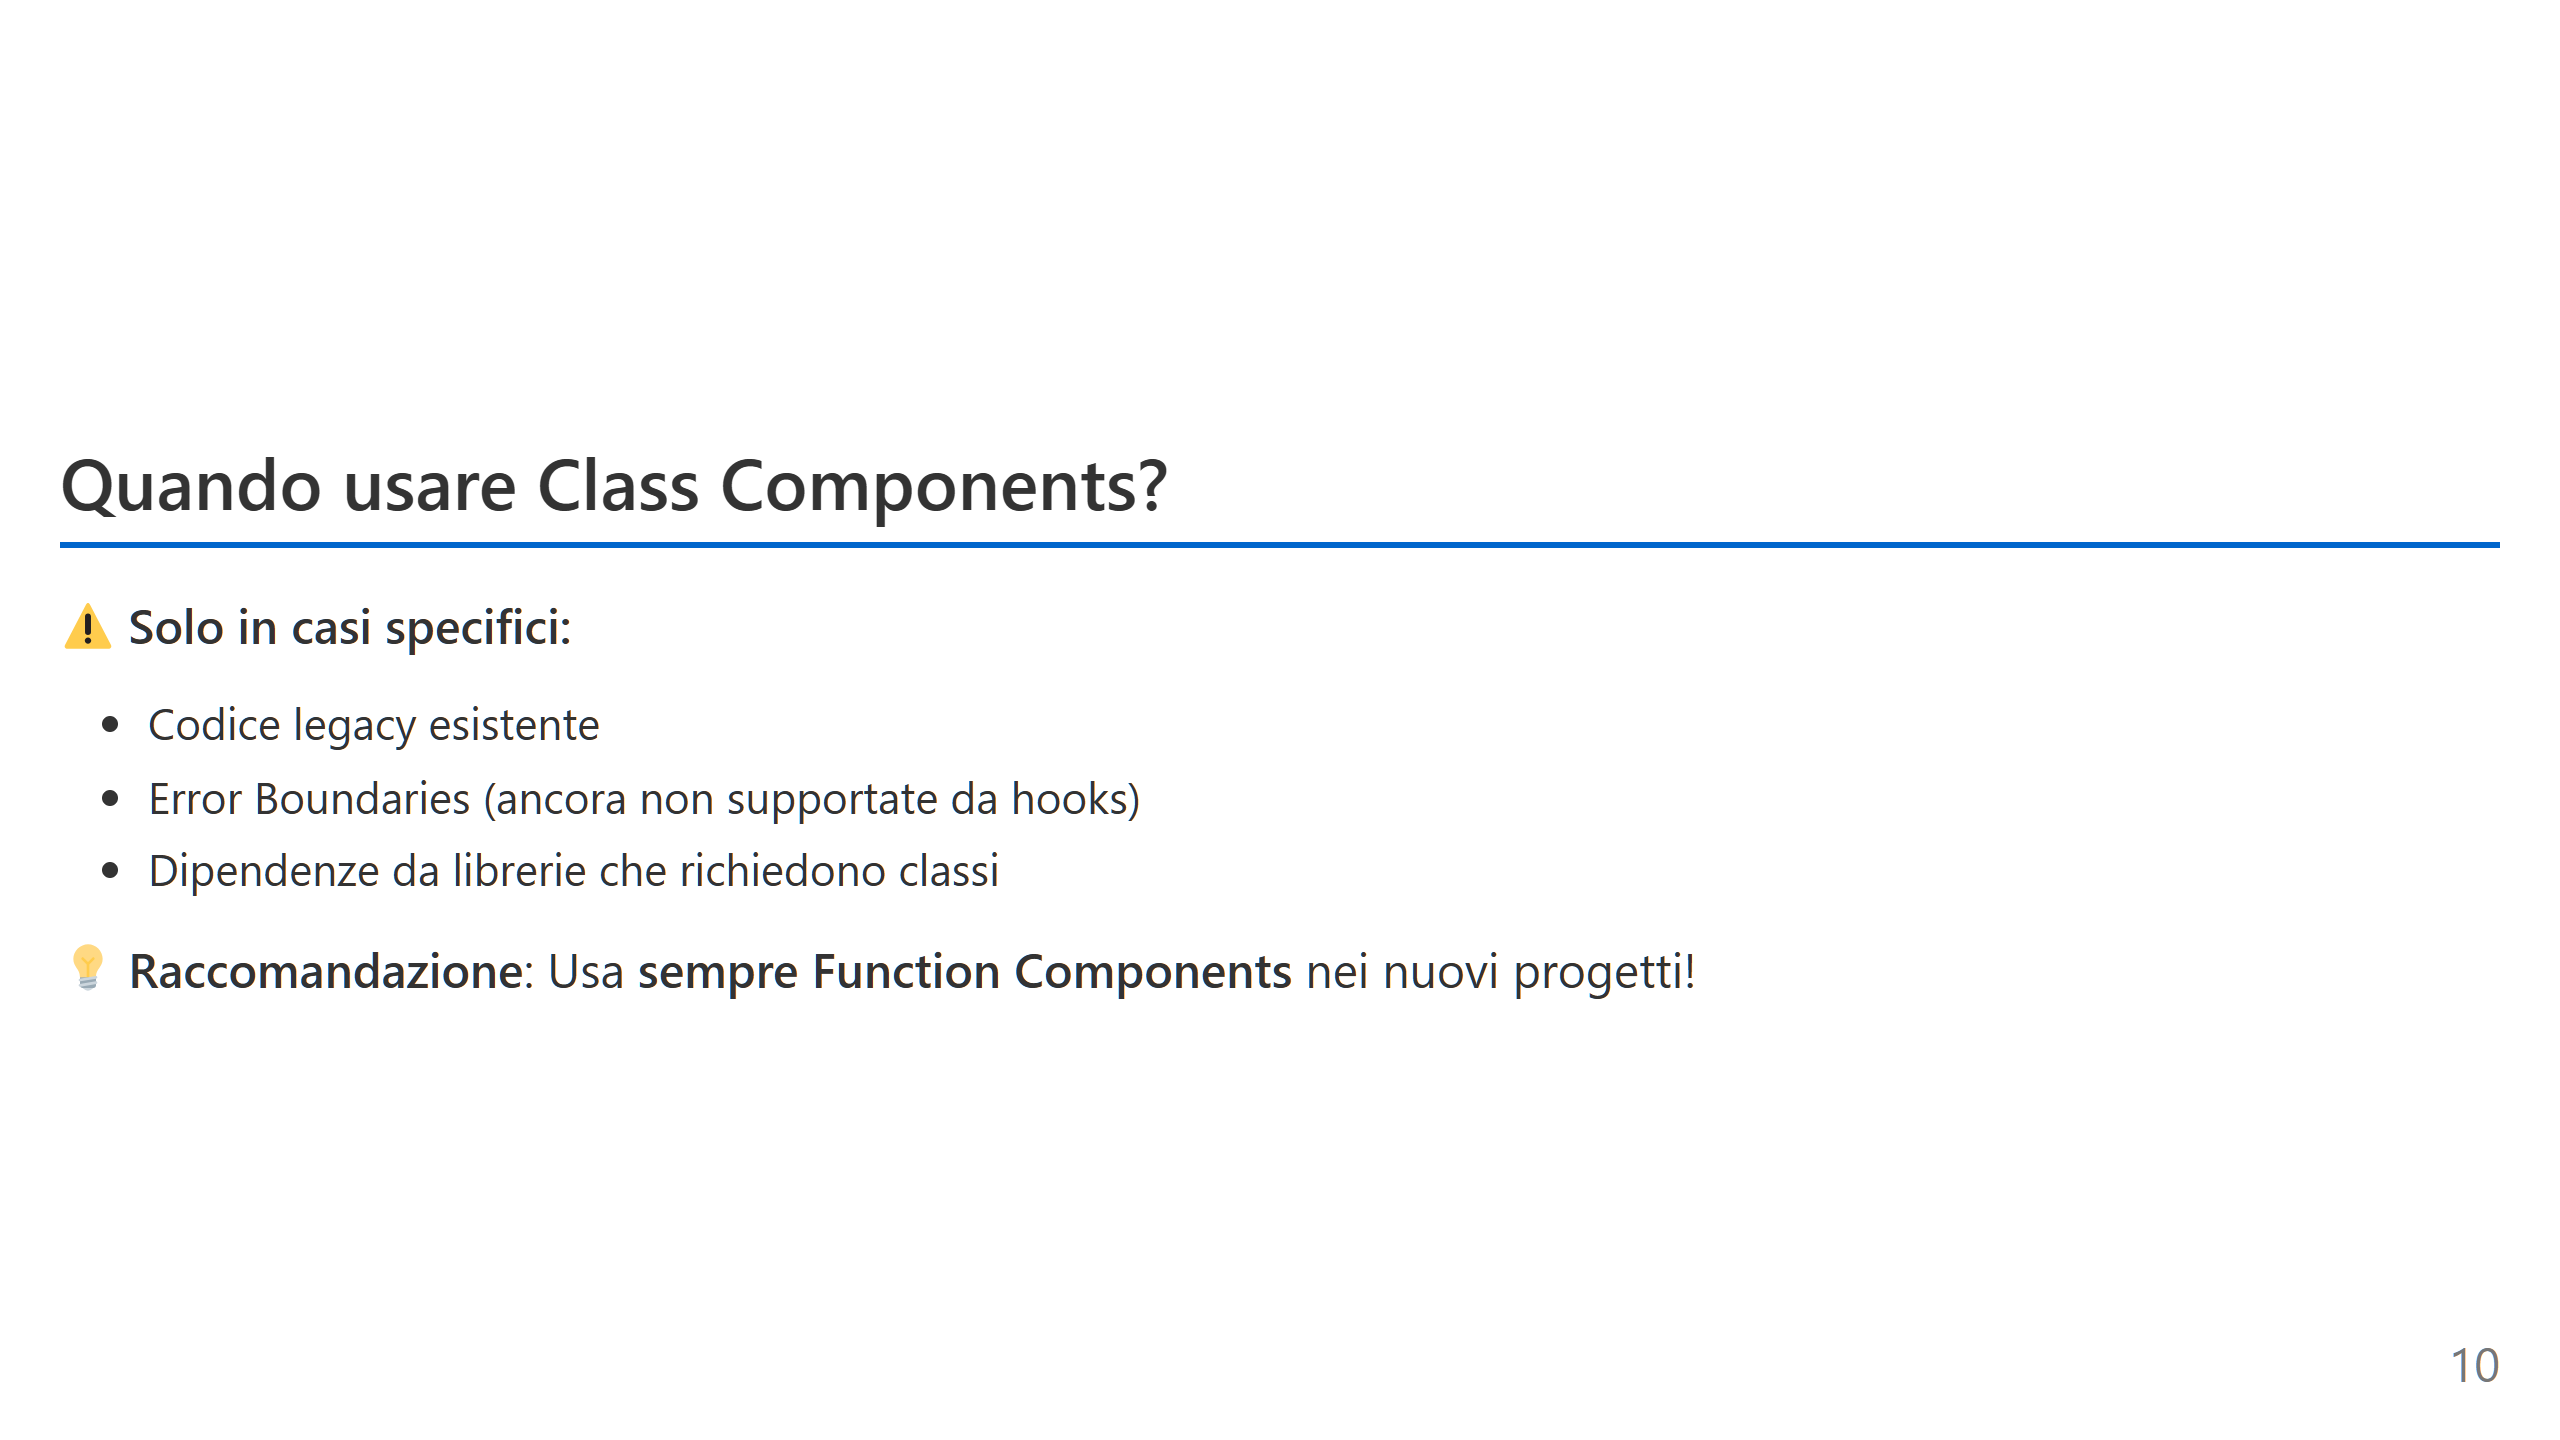 Quando usare Class Components?
⚠️ Solo in casi specifici:
• Codice legacy esistente
• Error Boundaries (ancora non supportate da hooks)
• Dipendenze da librerie che richiedono classi
💡 Raccomandazione: Usa sempre Function Components nei nuovi progetti!
10